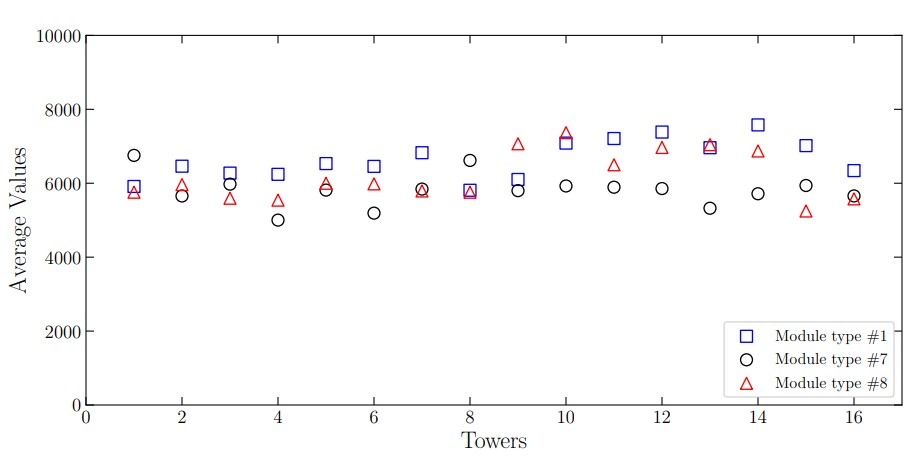 10000
8000
6000
4000
2000
0
Average Values
0 2 4 6 8 10 12 14 16
Towers
Module type #1
Module type #7
Module type #8